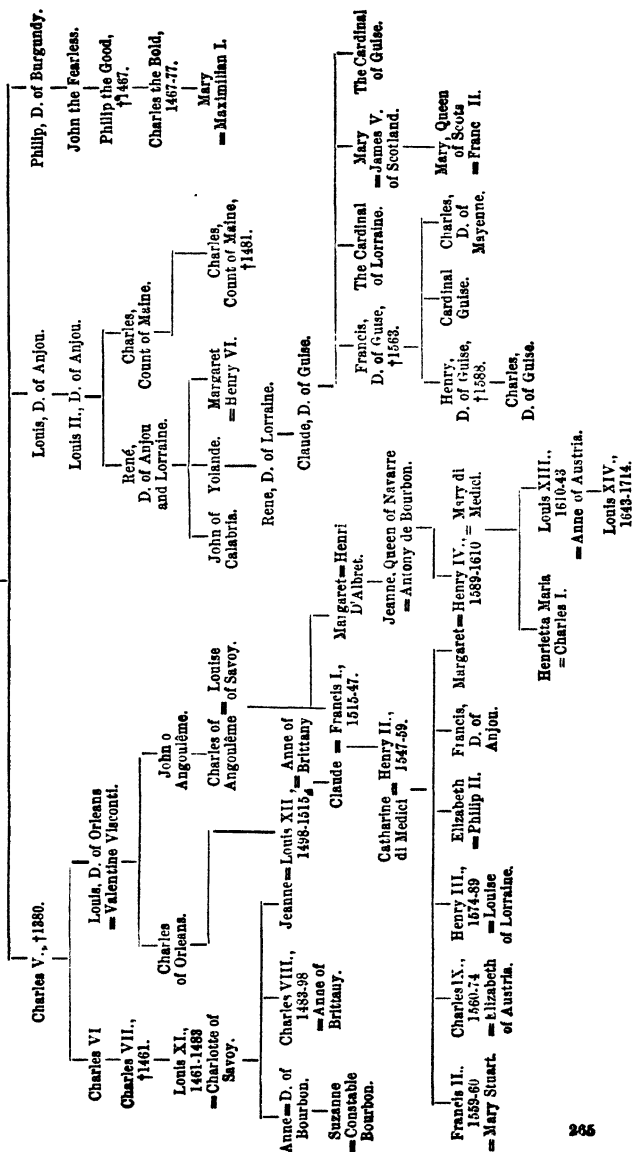 Charles V., †1380.
Louis, D. of Anjou.
Philip, D. of Burgundy.
Charles VI
Louis, D. of Orleans
= Valentine Visconti.
Louis II., D. of Anjou.
John the Fearless.
Charles VII.,
†1461.
Charles
of Orleans.
John o
Angoulême.
René,
D. of Anjou
and Lorraine.
Charles,
Count of Maine.
Philip the Good,
†1467.
Louis XI.,
1461-1483
= Charlotte of
Savoy.
Charles of
Angoulême
=
Louise
of Savoy.
John of
Calabria.
Yolande.
Margaret
= Henry VI.
Charles,
Count of Maine,
†1481.
Charles the Bold,
1467-77.
Mary
= Maximilian I.
Anne = D. of
Bourbon.
Charles VIII.,
1483-98
= Anne of
Brittany.
Jeanne = Louis XII.,
1498-1515
= Anne of
Brittany
Rene, D. of Lorraine.
Suzanne
= Constable
Bourbon.
Claude = Francis I.,
1515-47.
Margaret = Henri
D'Albret.
Claude, D. of Guise.
Catharine
di Medici
=
Henry II.,
1547-59.
Jeanne, Queen of Navarre
= Antony de Bourbon.
Francis,
D. of Guise,
†1563.
The Cardinal
of Lorraine.
Mary
= James V.
of Scotland.
The Cardinal
of Guise.
Francis II.
1559-60
= Mary Stuart.
Charles IX.,
1560-74
= Elizabeth
of Austria.
Henry III.,
1574-89
= Louise
of Lorraine.
Elizabeth
= Philip II.
Francis,
D. of
Anjou.
Margaret = Henry IV., = Mary di
1589-1610
Medici.
Henry,
D. of Guise,
†1588.
Cardinal
Guise.
Charles,
D. of
Mayenne.
Mary, Queen
of Scots
= Franc II.
Henrietta Maria
= Charles I.
Louis XIII.,
1610-43
= Anne of Austria.
Charles,
D. of Guise.
Louis XIV.,
1643-1714.
265